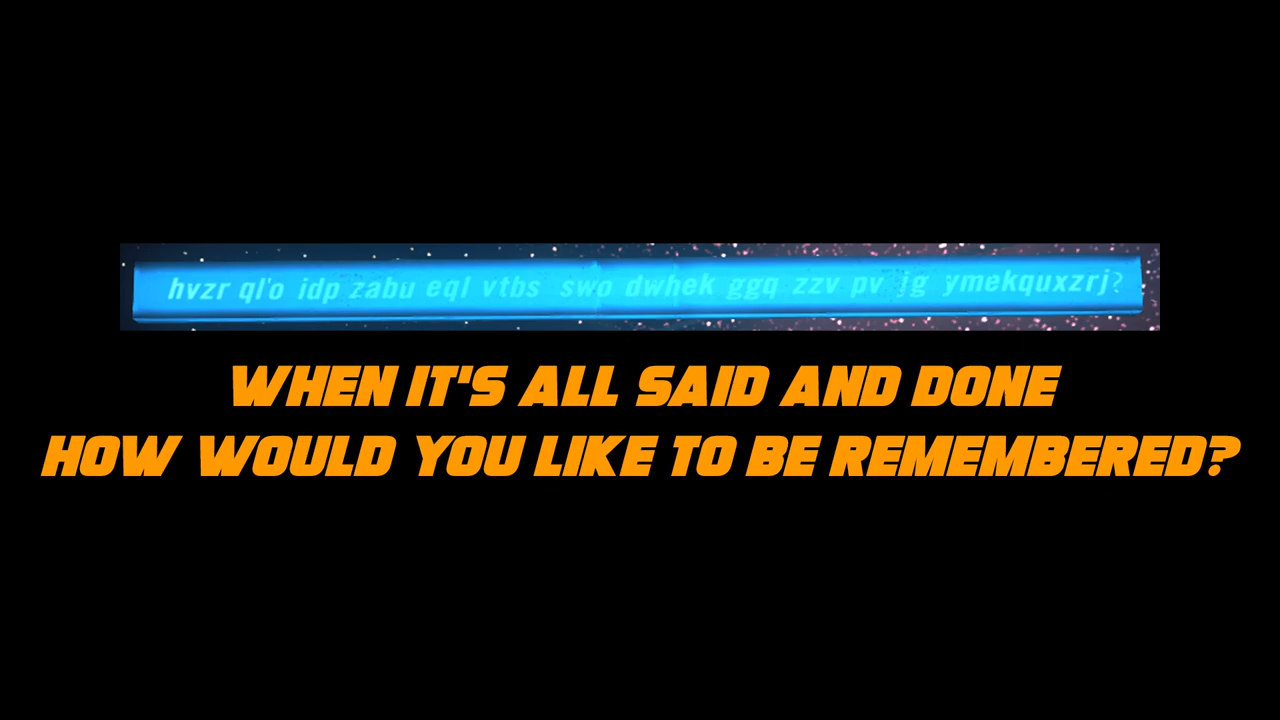 hvzr ql'o idp zabu eql vtbs swo dwhek ggq zzv pv jg ymekquxzrj?
WHEN IT'S ALL SAID AND DONE
HOW WOULD YOU LIKE TO BE REMEMBERED?